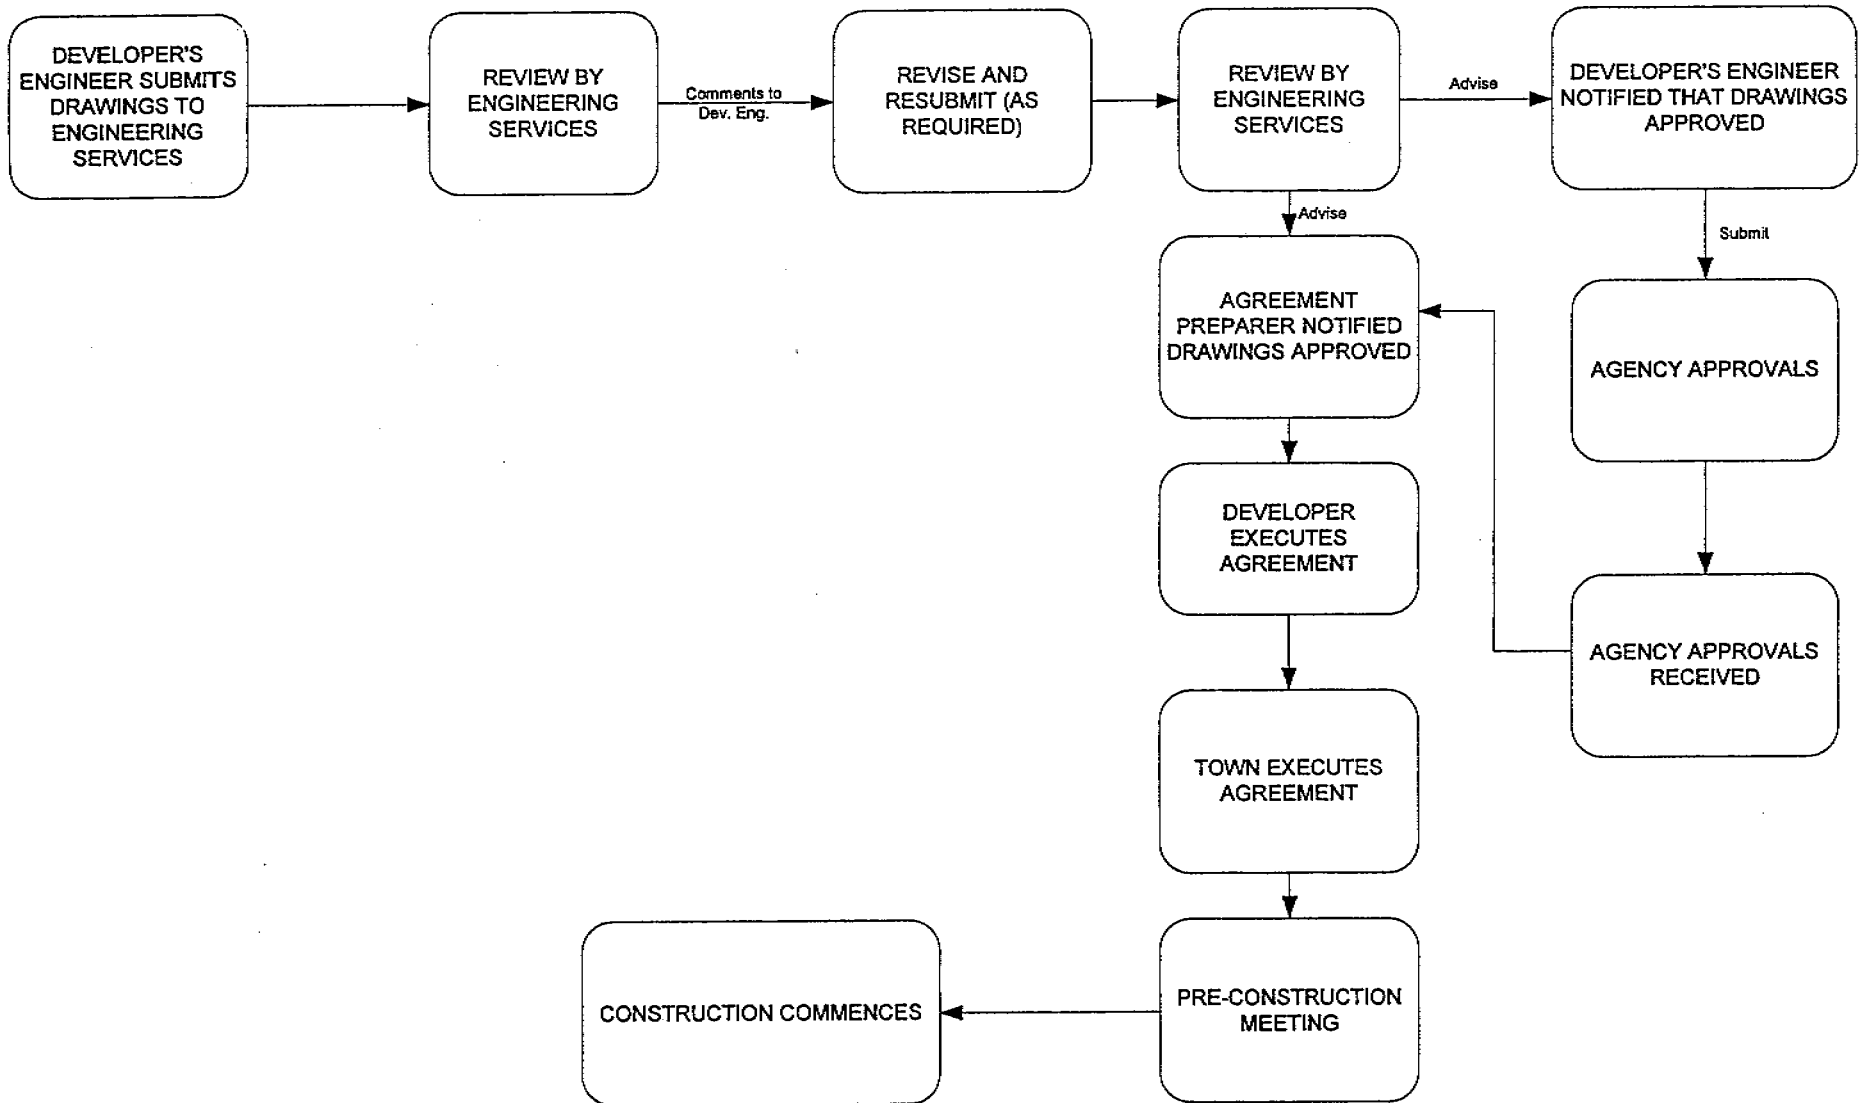 DEVELOPER'S
ENGINEER SUBMITS
DRAWINGS TO
ENGINEERING
SERVICES
REVIEW BY
ENGINEERING
SERVICES
Comments to
Dev. Eng.
REVISE AND
RESUBMIT (AS
REQUIRED)
REVIEW BY
ENGINEERING
SERVICES
Advise
DEVELOPER'S ENGINEER
NOTIFIED THAT DRAWINGS
APPROVED
Advise
Submit
AGREEMENT
PREPARER NOTIFIED
DRAWINGS APPROVED
AGENCY APPROVALS
DEVELOPER
EXECUTES
AGREEMENT
AGENCY APPROVALS
RECEIVED
TOWN EXECUTES
AGREEMENT
PRE-CONSTRUCTION
MEETING
CONSTRUCTION COMMENCES